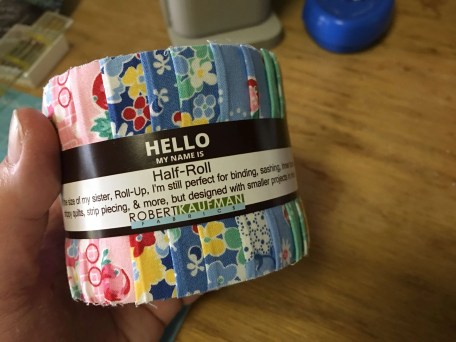 HELLO
MY NAME IS
Half-Roll
the size of my sister, Roll-Up, I'm still perfect for binding, sashing,
quilts, strip piecing, & more, but designed with smaller projects in
ROBERT KAUFMAN
FABRICS